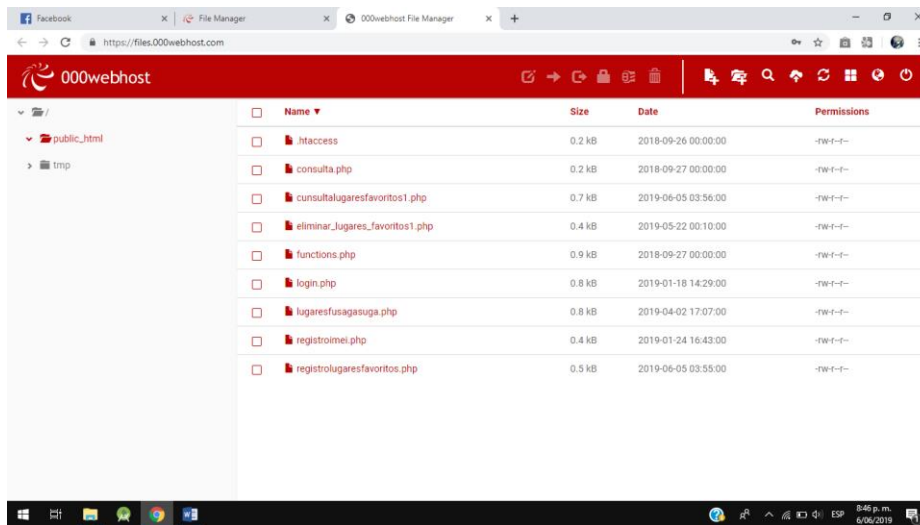 Facebook File Manager 000webhost File Manager
https://files.000webhost.com
000webhost
/
public_html
tmp
Name ▼ Size Date Permissions
.htaccess 0.2 kB 2018-09-26 00:00:00 -rw-r--r--
consulta.php 0.2 kB 2018-09-27 00:00:00 -rw-r--r--
cunsultalugaresfavoritos1.php 0.7 kB 2019-06-05 03:56:00 -rw-r--r--
eliminar_lugares_favoritos1.php 0.4 kB 2019-05-22 00:10:00 -rw-r--r--
functions.php 0.9 kB 2018-09-27 00:00:00 -rw-r--r--
login.php 0.8 kB 2019-01-18 14:29:00 -rw-r--r--
lugaresfusagasuga.php 0.8 kB 2019-04-02 17:07:00 -rw-r--r--
registroimei.php 0.4 kB 2019-01-24 16:43:00 -rw-r--r--
registrolugaresfavoritos.php 0.5 kB 2019-06-05 03:55:00 -rw-r--r--
ESP 8:46 p. m.
6/06/2019